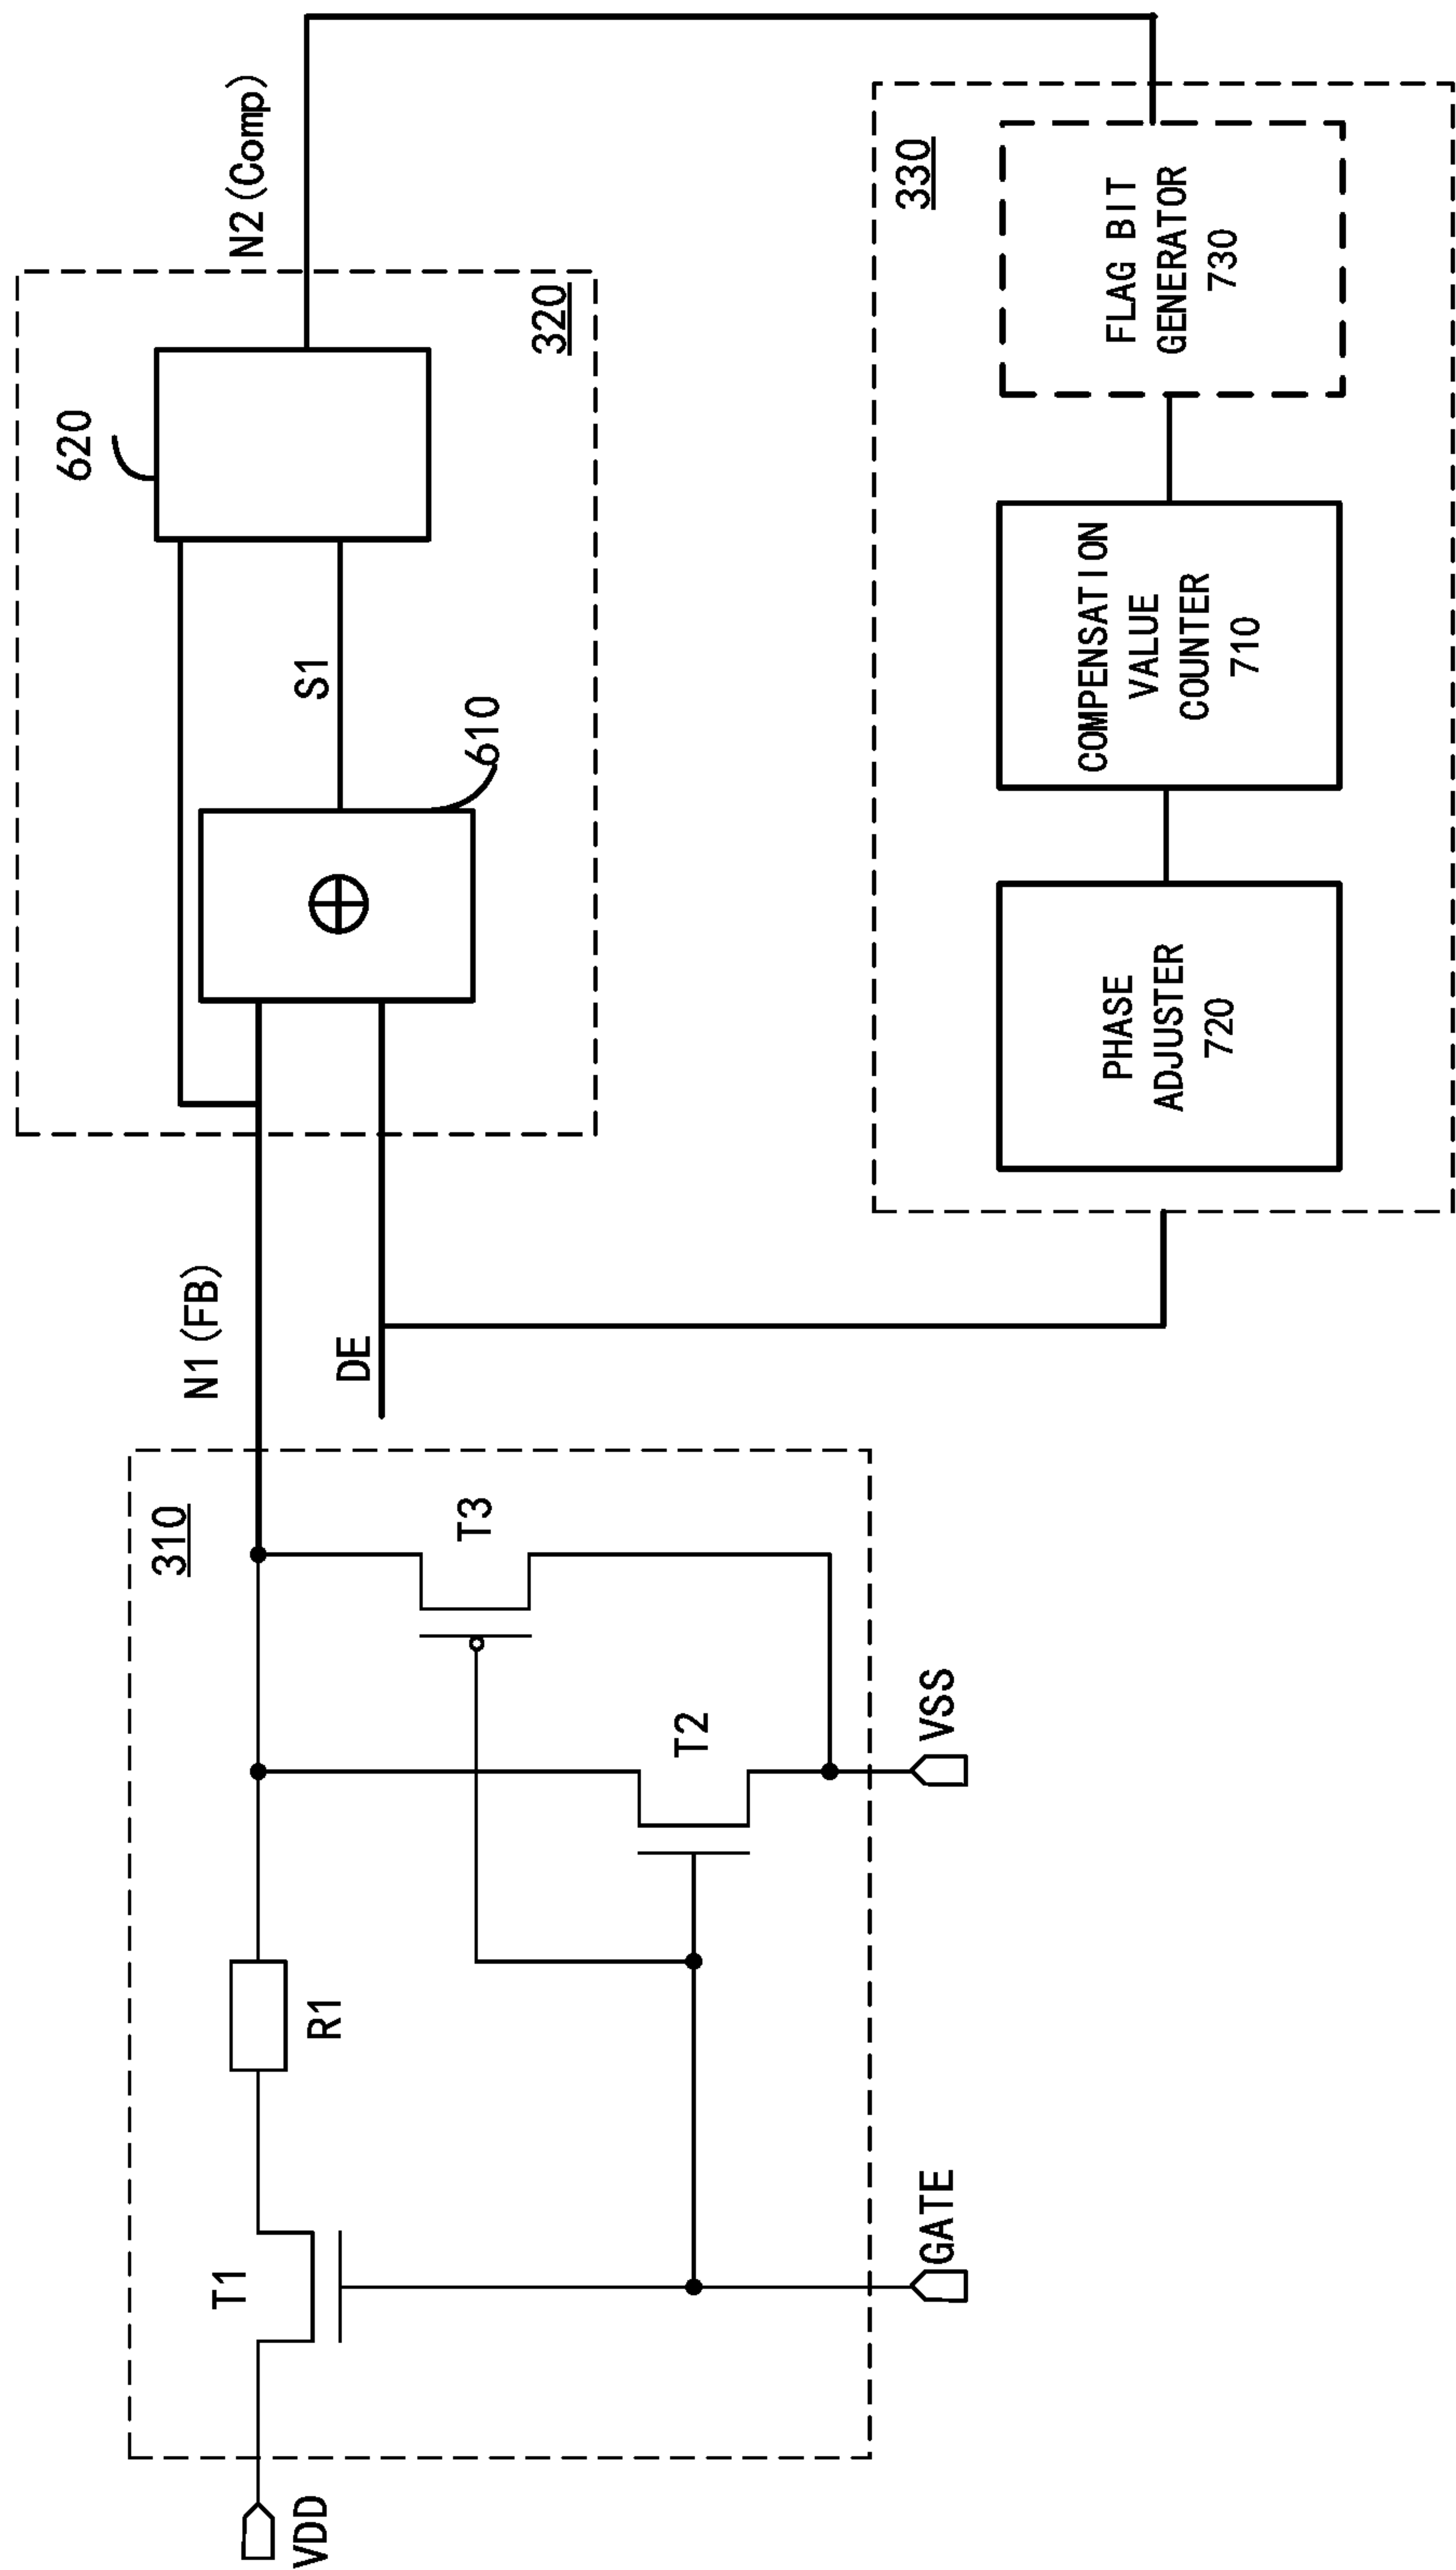 VDD
T1
R1
GATE
T2
VSS
T3
310
N1(FB)
DE
610
S1
620
320
N2(Comp)
330
PHASE
ADJUSTER
720
COMPENSATION
VALUE
COUNTER
710
FLAG BIT
GENERATOR
730